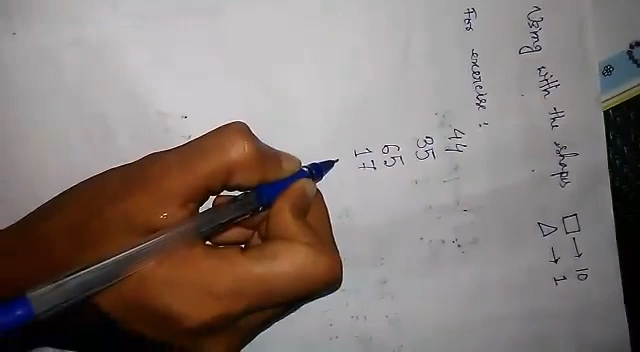 Using with the shapes □ → 10
△ → 1
For exercise :
44
35
65
17